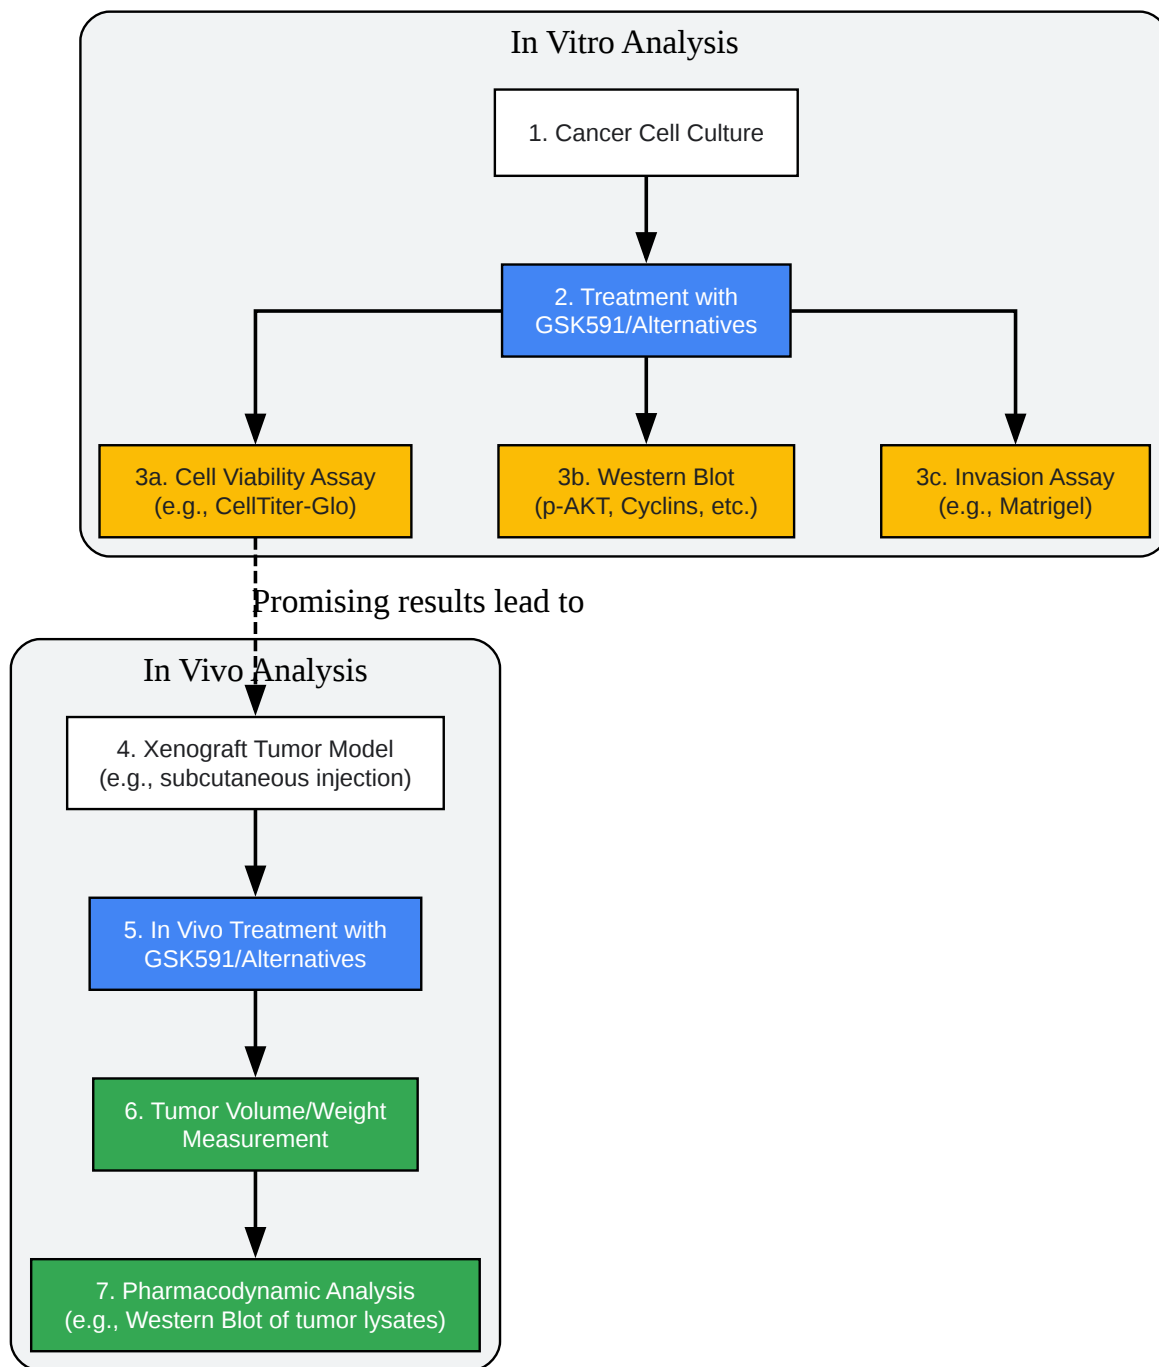 In Vitro Analysis
1. Cancer Cell Culture
2. Treatment with
GSK591/Alternatives
3a. Cell Viability Assay
(e.g., CellTiter-Glo)
3b. Western Blot
(p-AKT, Cyclins, etc.)
3c. Invasion Assay
(e.g., Matrigel)
Promising results lead to
In Vivo Analysis
4. Xenograft Tumor Model
(e.g., subcutaneous injection)
5. In Vivo Treatment with
GSK591/Alternatives
6. Tumor Volume/Weight
Measurement
7. Pharmacodynamic Analysis
(e.g., Western Blot of tumor lysates)